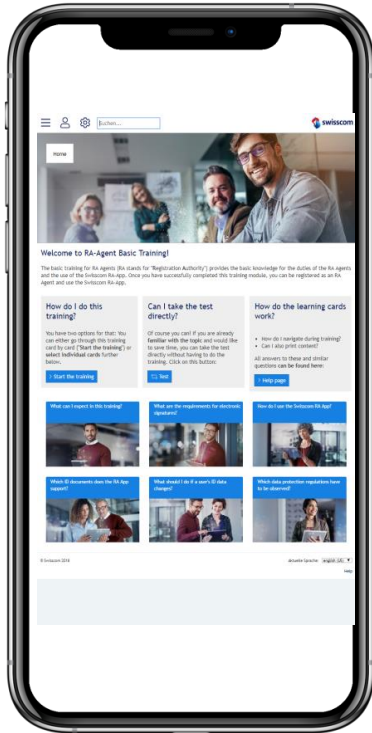 Suchen ...
swisscom
Home
Welcome to RA-Agent Basic Training!
The basic training for RA Agents (RA stands for "Registration Authority") provides the basic knowledge for the duties of the RA Agents
and the use of the Swisscom RA-App. Once you have successfully completed this training module, you can be registered as an RA
Agent and use the Swisscom RA-App.
How do I do this
training?
You have two options for that: You
can either go through this training
card by card ("Start the training") or
select individual cards further
below.
› Start the training
Can I take the test
directly?
Of course you can! If you are already
familiar with the topic and would like
to save time, you can take the test
directly without having to do the
training. Click on this button:
Test
How do the learning cards
work?
• How do I navigate during training?
• Can I also print content?
All answers to these and similar
questions can be found here:
› Help page
What can I expect in this training?
What are the requirements for electronic
signatures?
How do I use the Swisscom RA App?
Which ID documents does the RA App
support?
What should I do if a user's ID data
changes?
Which data protection regulations have
to be observed?
© Swisscom 2018
Aktuelle Sprache: english (US)
Help